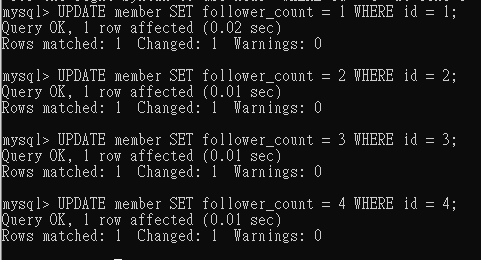 mysql> UPDATE member SET follower_count = 1 WHERE id = 1;
Query OK, 1 row affected (0.02 sec)
Rows matched: 1  Changed: 1  Warnings: 0
mysql> UPDATE member SET follower_count = 2 WHERE id = 2;
Query OK, 1 row affected (0.01 sec)
Rows matched: 1  Changed: 1  Warnings: 0
mysql> UPDATE member SET follower_count = 3 WHERE id = 3;
Query OK, 1 row affected (0.01 sec)
Rows matched: 1  Changed: 1  Warnings: 0
mysql> UPDATE member SET follower_count = 4 WHERE id = 4;
Query OK, 1 row affected (0.01 sec)
Rows matched: 1  Changed: 1  Warnings: 0